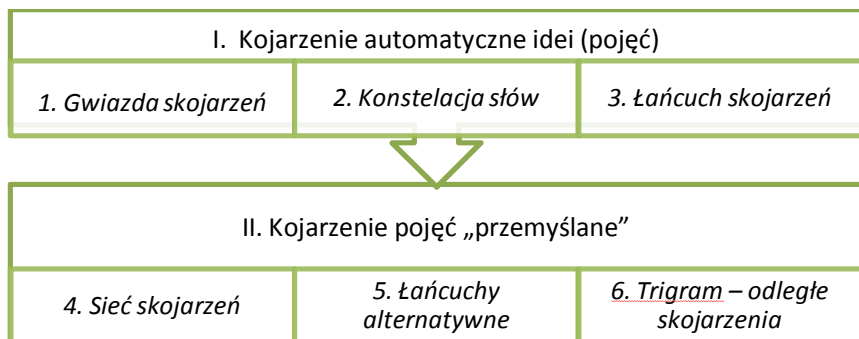 I. Kojarzenie automatyczne idei (pojęć)
1. Gwiazda skojarzeń
2. Konstelacja słów
3. Łańcuch skojarzeń
II. Kojarzenie pojęć „przemyślane”
4. Sieć skojarzeń
5. Łańcuchy
alternatywne
6. Trigram – odległe
skojarzenia